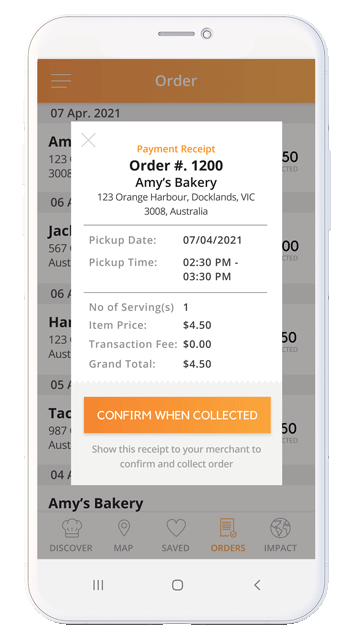 Order
07 Apr. 2021
Payment Receipt
Order #. 1200
Amy's Bakery
123 Orange Harbour, Docklands, VIC
3008, Australia
Pickup Date: 07/04/2021
Pickup Time: 02:30 PM -
03:30 PM
No of Serving(s) 1
Item Price: $4.50
Transaction Fee: $0.00
Grand Total: $4.50
CONFIRM WHEN COLLECTED
Show this receipt to your merchant to
confirm and collect order
Am
123
3008
50
CTED
06 A
Jac
567
Aust
00
CTED
06 A
Har
123
Aust
50
CTED
05 A
Tac
987
Aust
50
CTED
04 A
Amy's Bakery
DISCOVER MAP SAVED ORDERS IMPACT